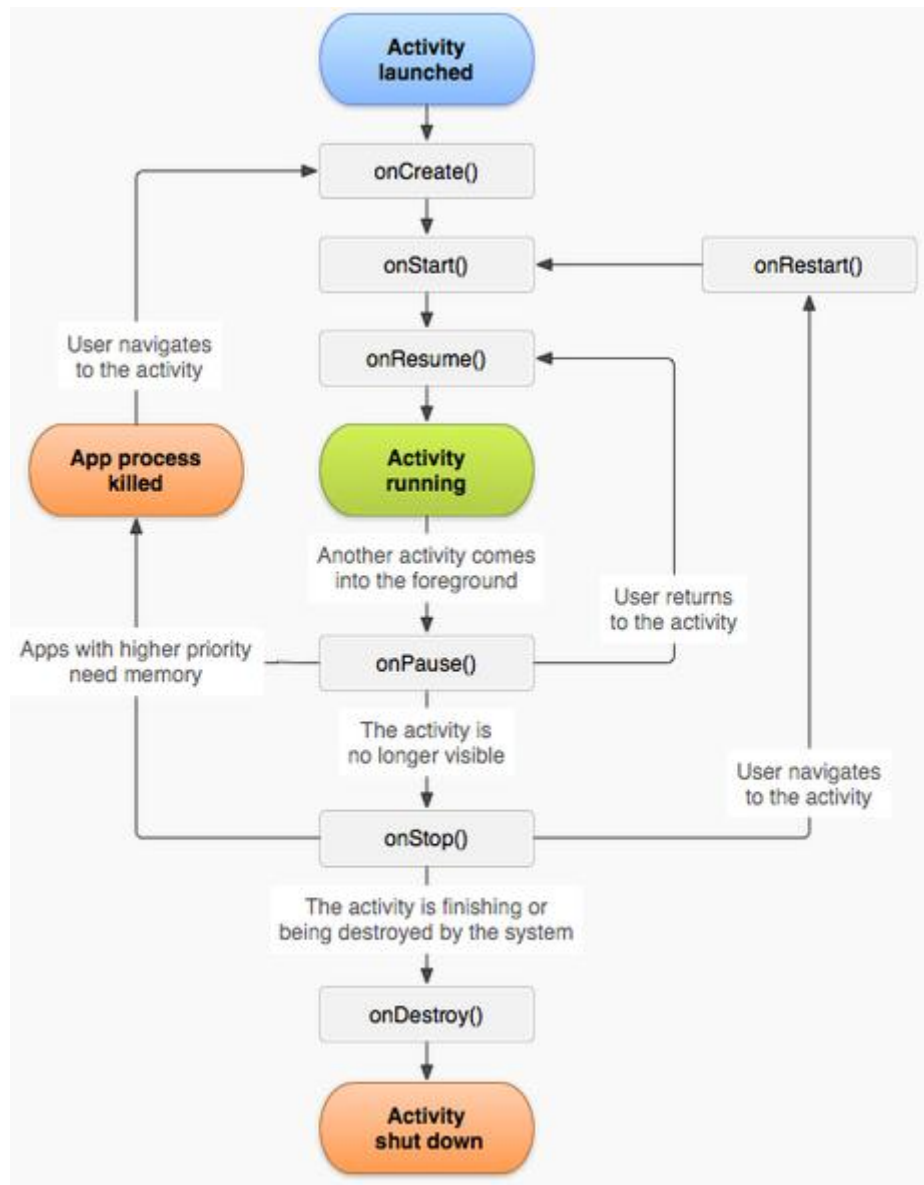 Activity
launched
onCreate()
onStart()
onRestart()
onResume()
User navigates
to the activity
App process
killed
Activity
running
Another activity comes
into the foreground
User returns
to the activity
Apps with higher priority
need memory
onPause()
The activity is
no longer visible
User navigates
to the activity
onStop()
The activity is finishing or
being destroyed by the system
onDestroy()
Activity
shut down